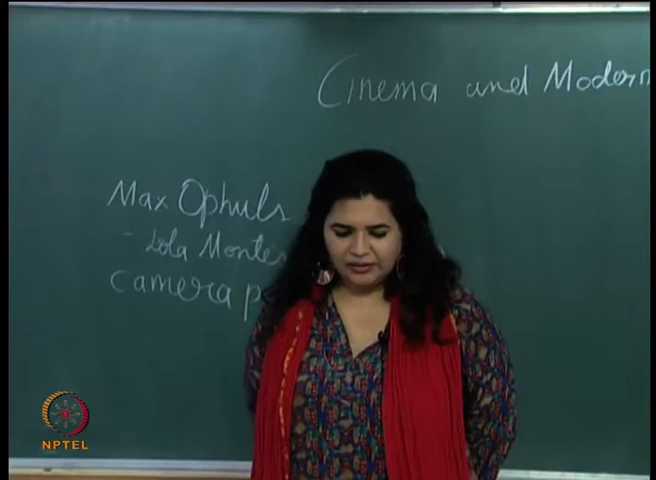 Cinema and Modern
Max Ophuls
- Lola Montes
camera p
NPTEL